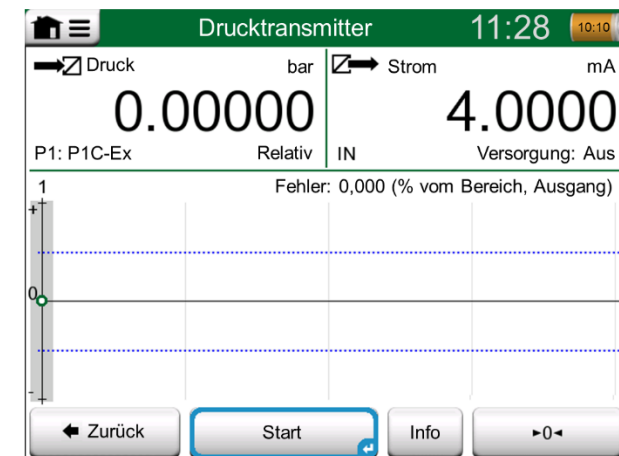 Drucktransmitter 11:28 10:10
Druck bar
0.00000
P1: P1C-Ex Relativ
Strom mA
4.0000
IN Versorgung: Aus
1 Fehler: 0,000 (% vom Bereich, Ausgang)
+
0
-
Zurück Start Info ►0◄